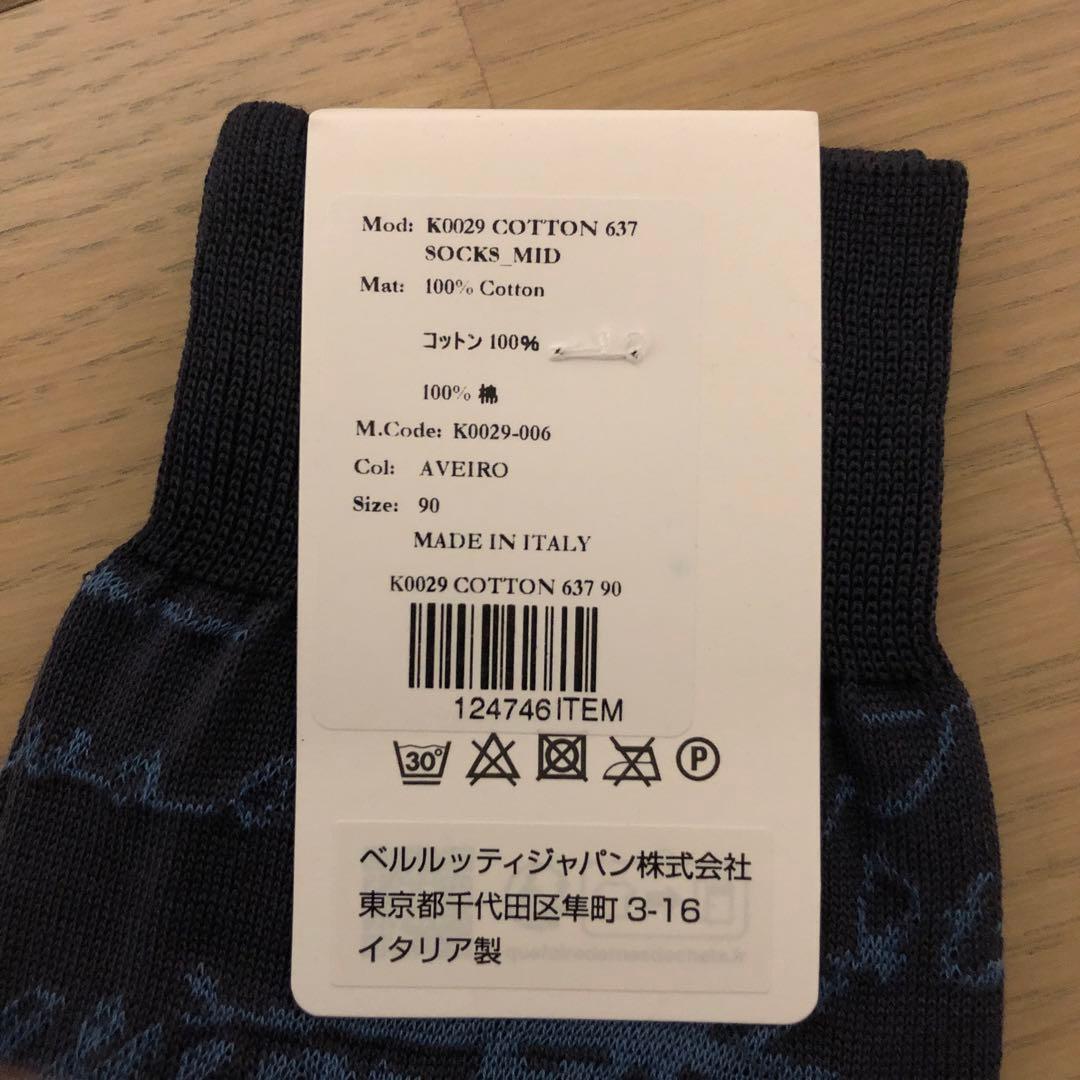 Mod: K0029 COTTON 637
SOCKS_MID
Mat: 100% Cotton
コットン 100%
100% 棉
M.Code: K0029-006
Col: AVEIRO
Size: 90
MADE IN ITALY
K0029 COTTON 637 90
124746ITEM
30°
P
ベルルッティジャパン株式会社
東京都千代田区隼町 3-16
イタリア製